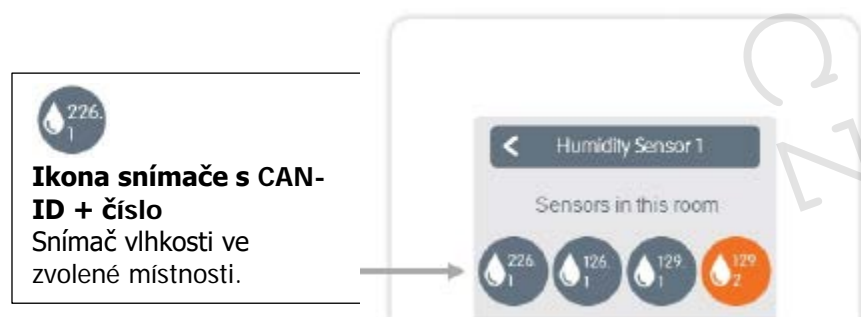 226.
1
Ikona snímače s CAN-
ID + číslo
Snímač vlhkosti ve
zvolené místnosti.
Humidity Sensor 1
Sensors in this room
226. 126. 129. 129.
1 1 1 2
CN